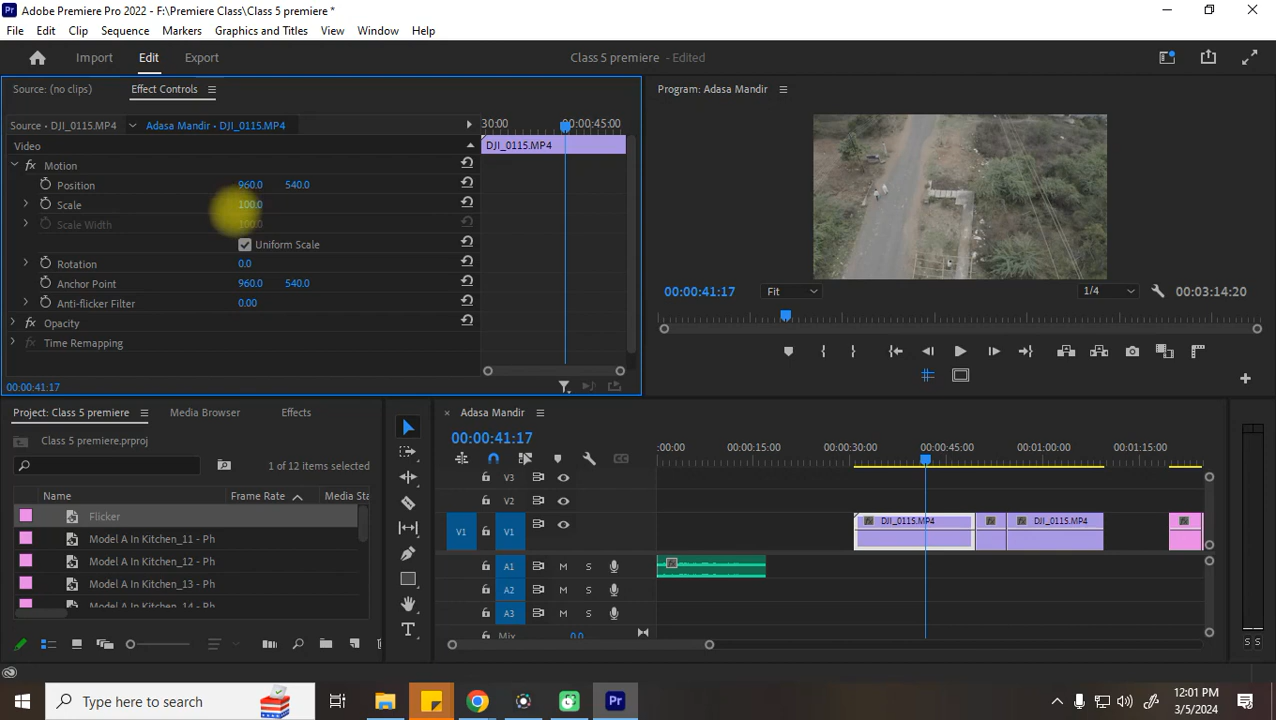 Pr Adobe Premiere Pro 2022 - F:\Premiere Class\Class 5 premiere *
File Edit Clip Sequence Markers Graphics and Titles View Window Help
Import Edit Export Class 5 premiere - Edited
Source: (no clips) Effect Controls
Program: Adasa Mandir
Source • DJI_0115.MP4 Adasa Mandir • DJI_0115.MP4
30:00 00:00:45:00
Video
DJI_0115.MP4
fx Motion
Position 960.0 540.0
Scale 100.0
Scale Width 100.0
Uniform Scale
Rotation 0.0
Anchor Point 960.0 540.0
Anti-flicker Filter 0.00
fx Opacity
fx Time Remapping
00:00:41:17
00:00:41:17 Fit 1/4 00:03:14:20
Project: Class 5 premiere Media Browser Effects
Class 5 premiere.prproj
1 of 12 items selected
Name Frame Rate Media Sta
Flicker
Model A In Kitchen_11 - Ph
Model A In Kitchen_12 - Ph
Model A In Kitchen_13 - Ph
Model A In Kitchen_14 - Ph
× Adasa Mandir
00:00:41:17
:00:00 00:00:15:00 00:00:30:00 00:00:45:00 00:01:00:00 00:01:15:00
V3
V2
V1 V1 fx DJI_0115.MP4 fx fx DJI_0115.MP4 fx
A1 M S
A2 M S
A3 M S
Mix 0.0
S S
Type here to search
Pr
12:01 PM
3/5/2024